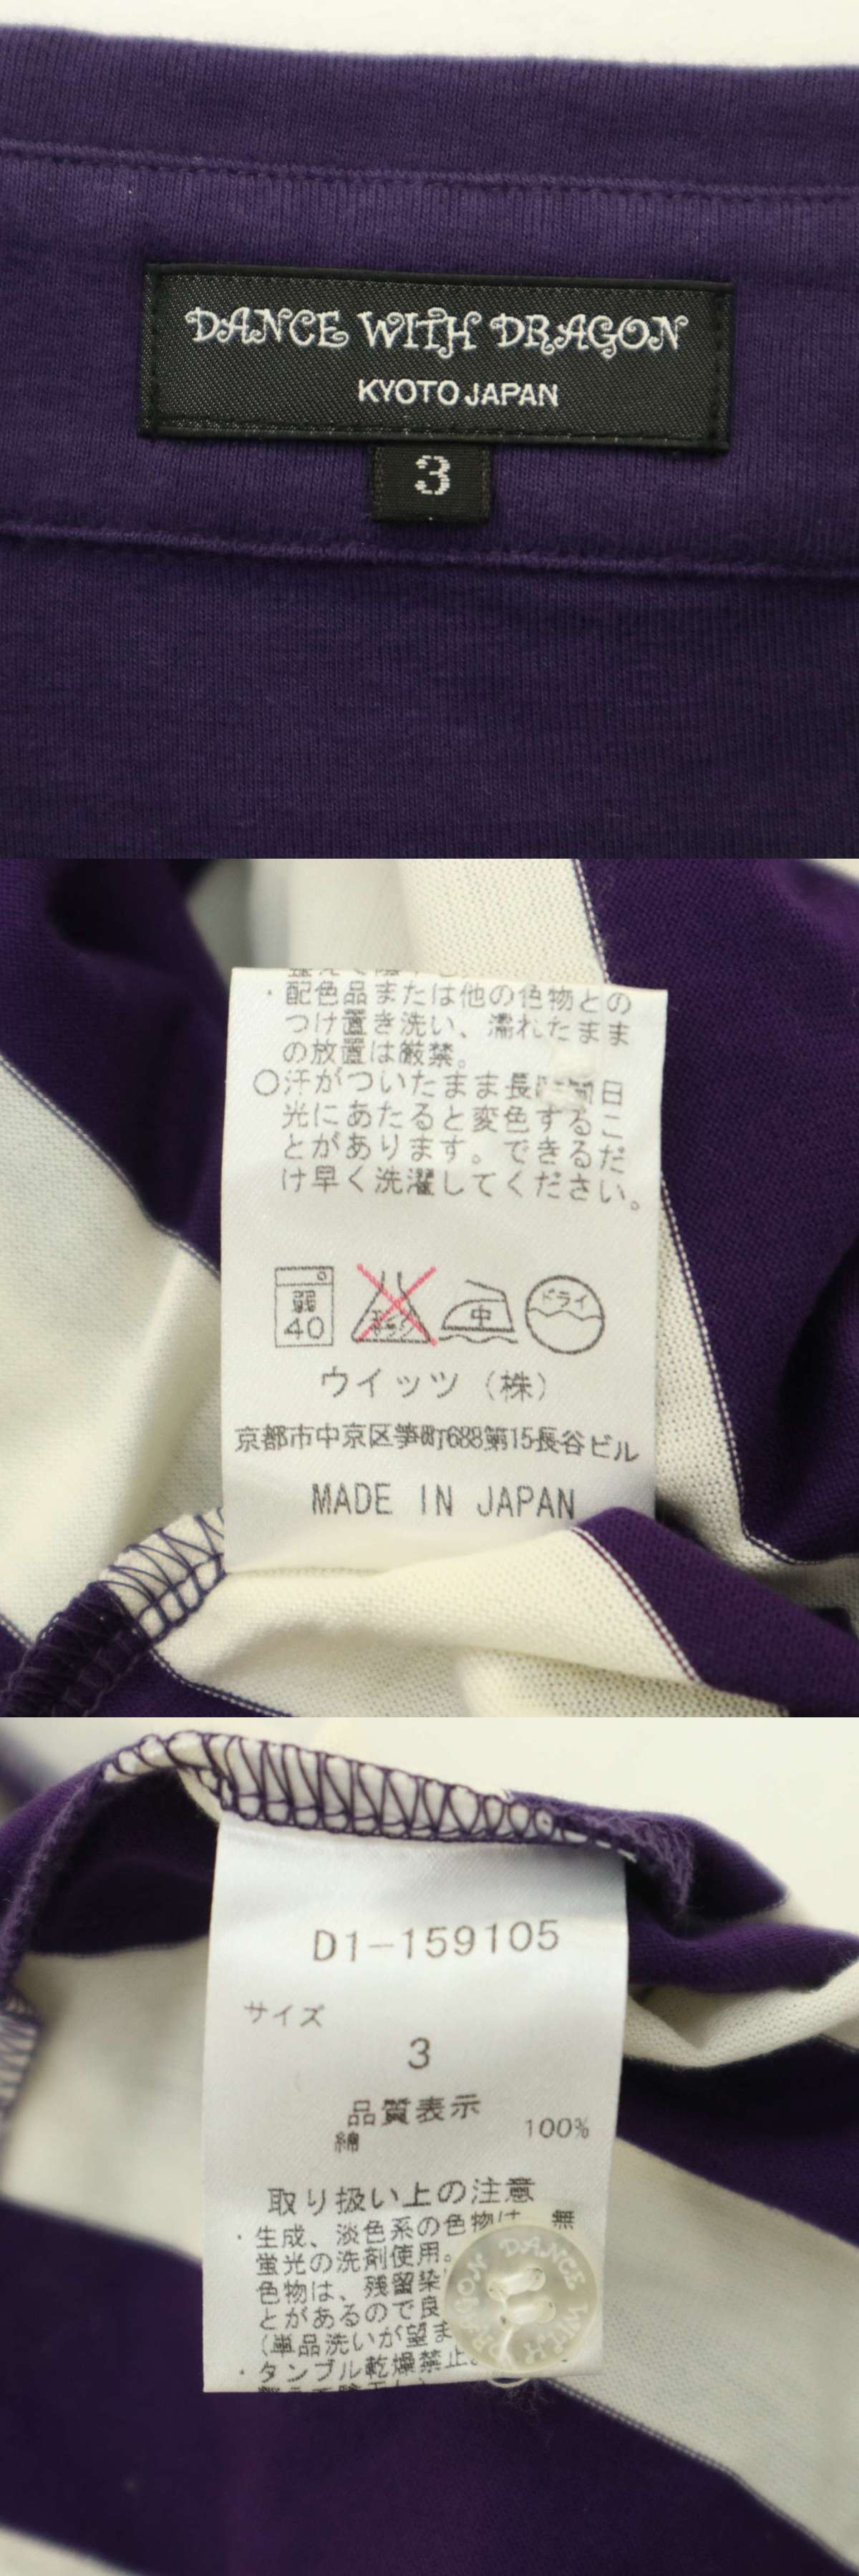 DANCE WITH DRAGON
KYOTO JAPAN
3
・配色品または他の色物との
つけ置き洗い、濡れたまま
の放置は厳禁。
○汗がついたまま長 間日
光にあたると変色するこ
とがあります。できるだ
け早く洗濯してください。
弱
40
中
ドライ
ウイッツ（株）
京都市中京区笋町688第15長谷ビル
MADE IN JAPAN
D1-159105
サイズ
3
品質表示
綿 100%
取り扱い上の注意
・生成、淡色系の色物は、無
蛍光の洗剤使用。
色物は、残留染
とがあるので良
（単品洗いが望ま
・タンブル乾燥禁止
DANCE WITH DRAGON